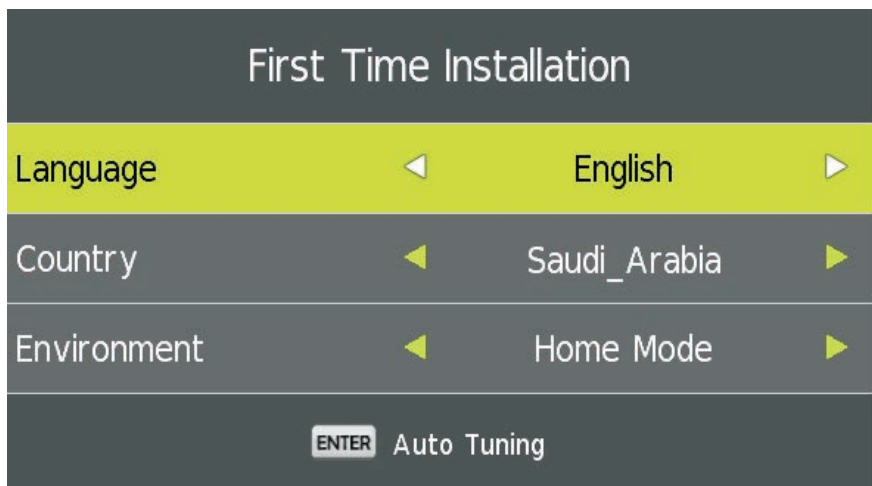 First Time Installation
Language English
Country Saudi_Arabia
Environment Home Mode
ENTER Auto Tuning